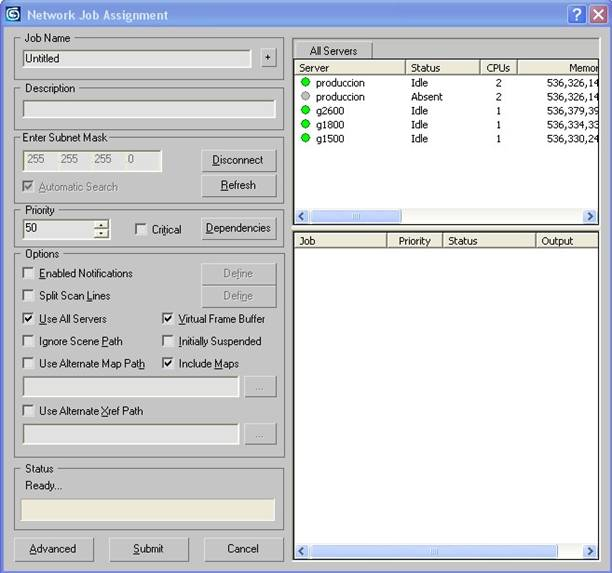 Network Job Assignment
Job Name
Untitled
+
Description
Enter Subnet Mask
255 255 255 0
Disconnect
Automatic Search
Refresh
Priority
50
Critical
Dependencies
Options
Enabled Notifications
Define
Split Scan Lines
Define
Use All Servers
Virtual Frame Buffer
Ignore Scene Path
Initially Suspended
Use Alternate Map Path
Include Maps
...
Use Alternate Xref Path
...
Status
Ready...
Advanced
Submit
Cancel
All Servers
Server Status CPUs Memor
produccion Idle 2 536,326,14
produccion Absent 2 536,326,14
g2600 Idle 1 536,379,39
g1800 Idle 1 536,334,33
g1500 Idle 1 536,330,24
Job Priority Status Output